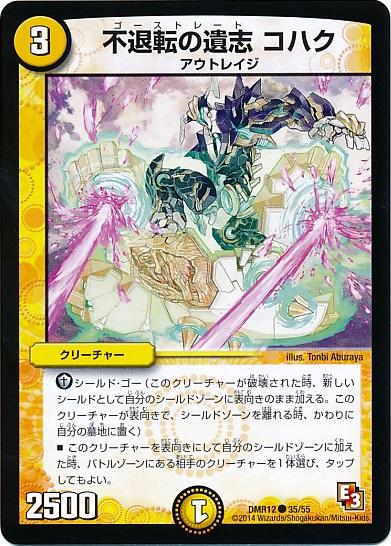 3
ゴーストレート
不退転の遺志 コハク
アウトレイジ
illus. Tonbi Aburaya
クリーチャー
シールド・ゴー(このクリーチャーが破壊された時、新しい
シールドとして自分のシールドゾーンに表向きのまま加える。この
クリーチャーが表向きで、シールドゾーンを離れる時、かわりに
自分の墓地に置く)
■ このクリーチャーを表向きにして自分のシールドゾーンに加え
た時、バトルゾーンにある相手のクリーチャーを1体選び、タップ
してもよい。
2500
1
E3
DMR12 ● 35/55
©2014 Wizards/Shogakukan/Mitsui-Kids